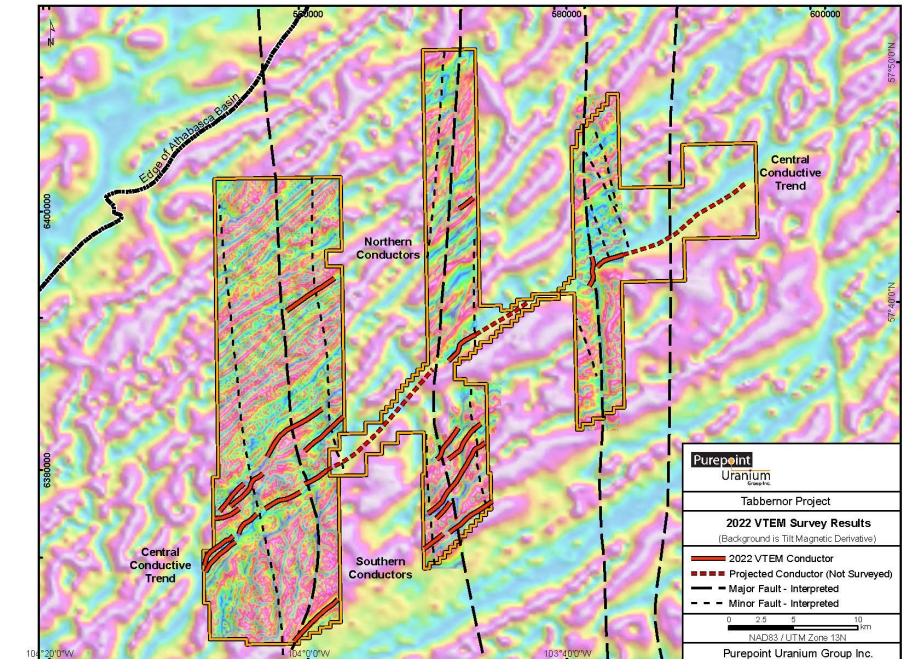 560000
580000
600000
N
57°50'0"N
Edge of Athabasca Basin
Central
Conductive
Trend
6400000
Northern
Conductors
57°40'0"N
6380000
Central
Conductive
Trend
Southern
Conductors
Purepoint
Uranium
Group Inc.
Tabbernor Project
2022 VTEM Survey Results
(Background is Tilt Magnetic Derivative)
2022 VTEM Conductor
Projected Conductor (Not Surveyed)
Major Fault - Interpreted
Minor Fault - Interpreted
0 2.5 5 10
km
NAD83 / UTM Zone 13N
Purepoint Uranium Group Inc.
104°20'0"W
104°0'0"W
103°40'0"W